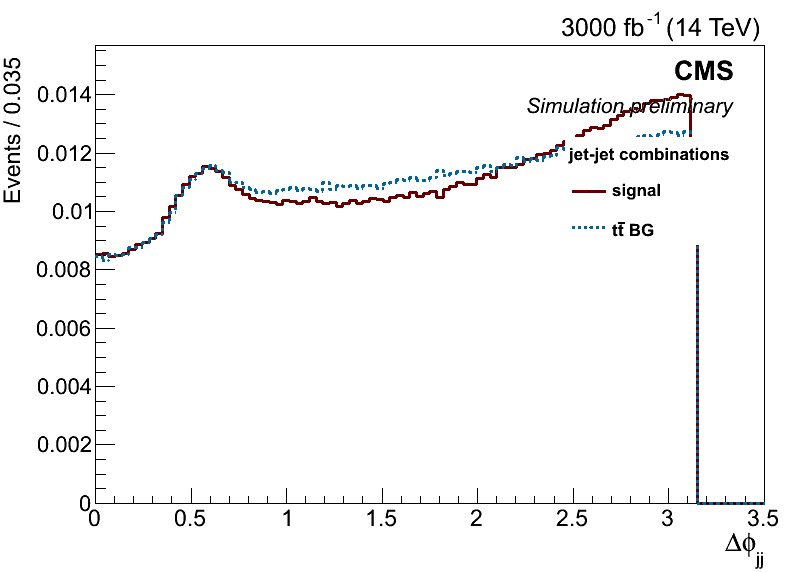 3000 fb⁻¹ (14 TeV)
CMS
Simulation preliminary
Events / 0.035
0.014
0.012
0.01
0.008
0.006
0.004
0.002
0
jet-jet combinations
signal
tt̄ BG
0 0.5 1 1.5 2 2.5 3 3.5
Δϕjj